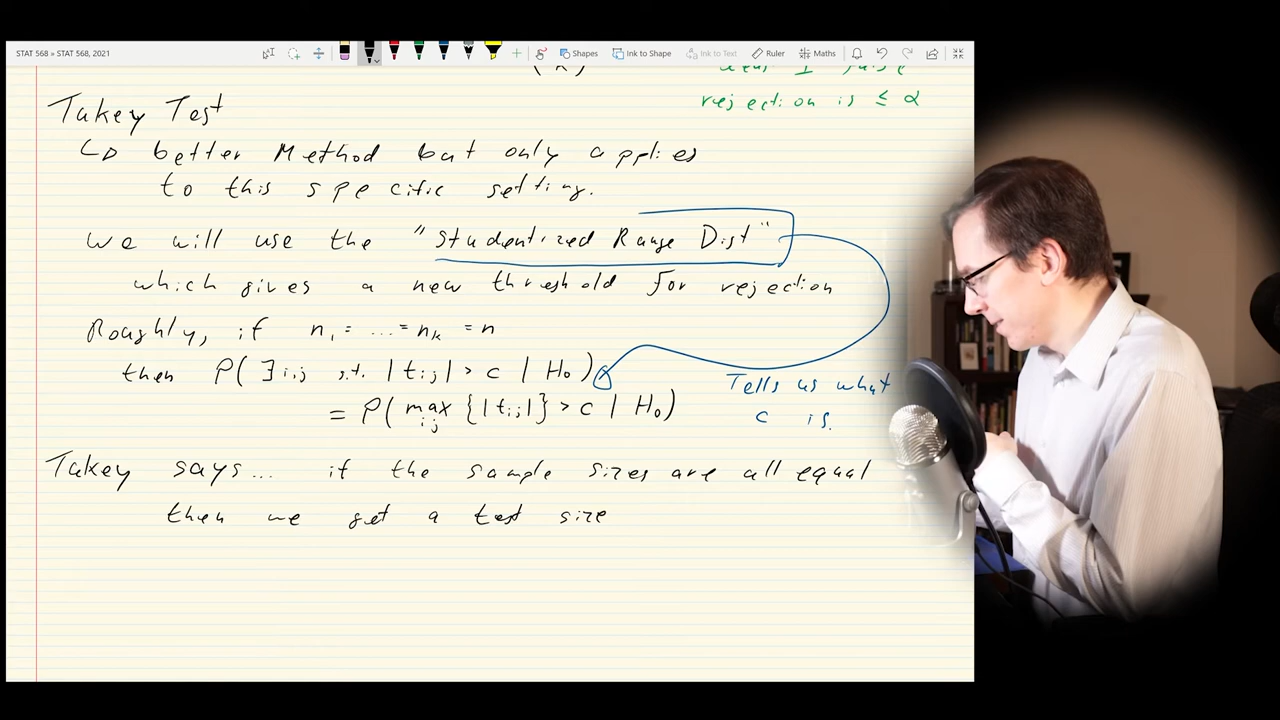 STAT 568 » STAT 568, 2021
Shapes Ink to Shape Ink to Text Ruler Maths
rejection is ≤ α
Tukey Test
↳ better Method but only applies
to this specific setting.
we will use the "Studentized Range Dist"
which gives a new threshold for rejection
Roughly, if n₁ = ... = nₖ = n
then P( ∃ i,j s.t. |tᵢⱼ| > c | H₀ )
Tells us what
= P( max {|tᵢⱼ|} > c | H₀ )
i,j
c is.
Tukey says... if the sample sizes are all equal
then we get a test size